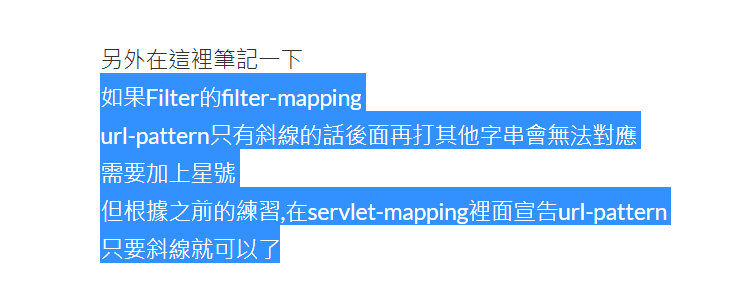 另外在這裡筆記一下
如果Filter的filter-mapping
url-pattern只有斜線的話後面再打其他字串會無法對應
需要加上星號
但根據之前的練習,在servlet-mapping裡面宣告url-pattern
只要斜線就可以了